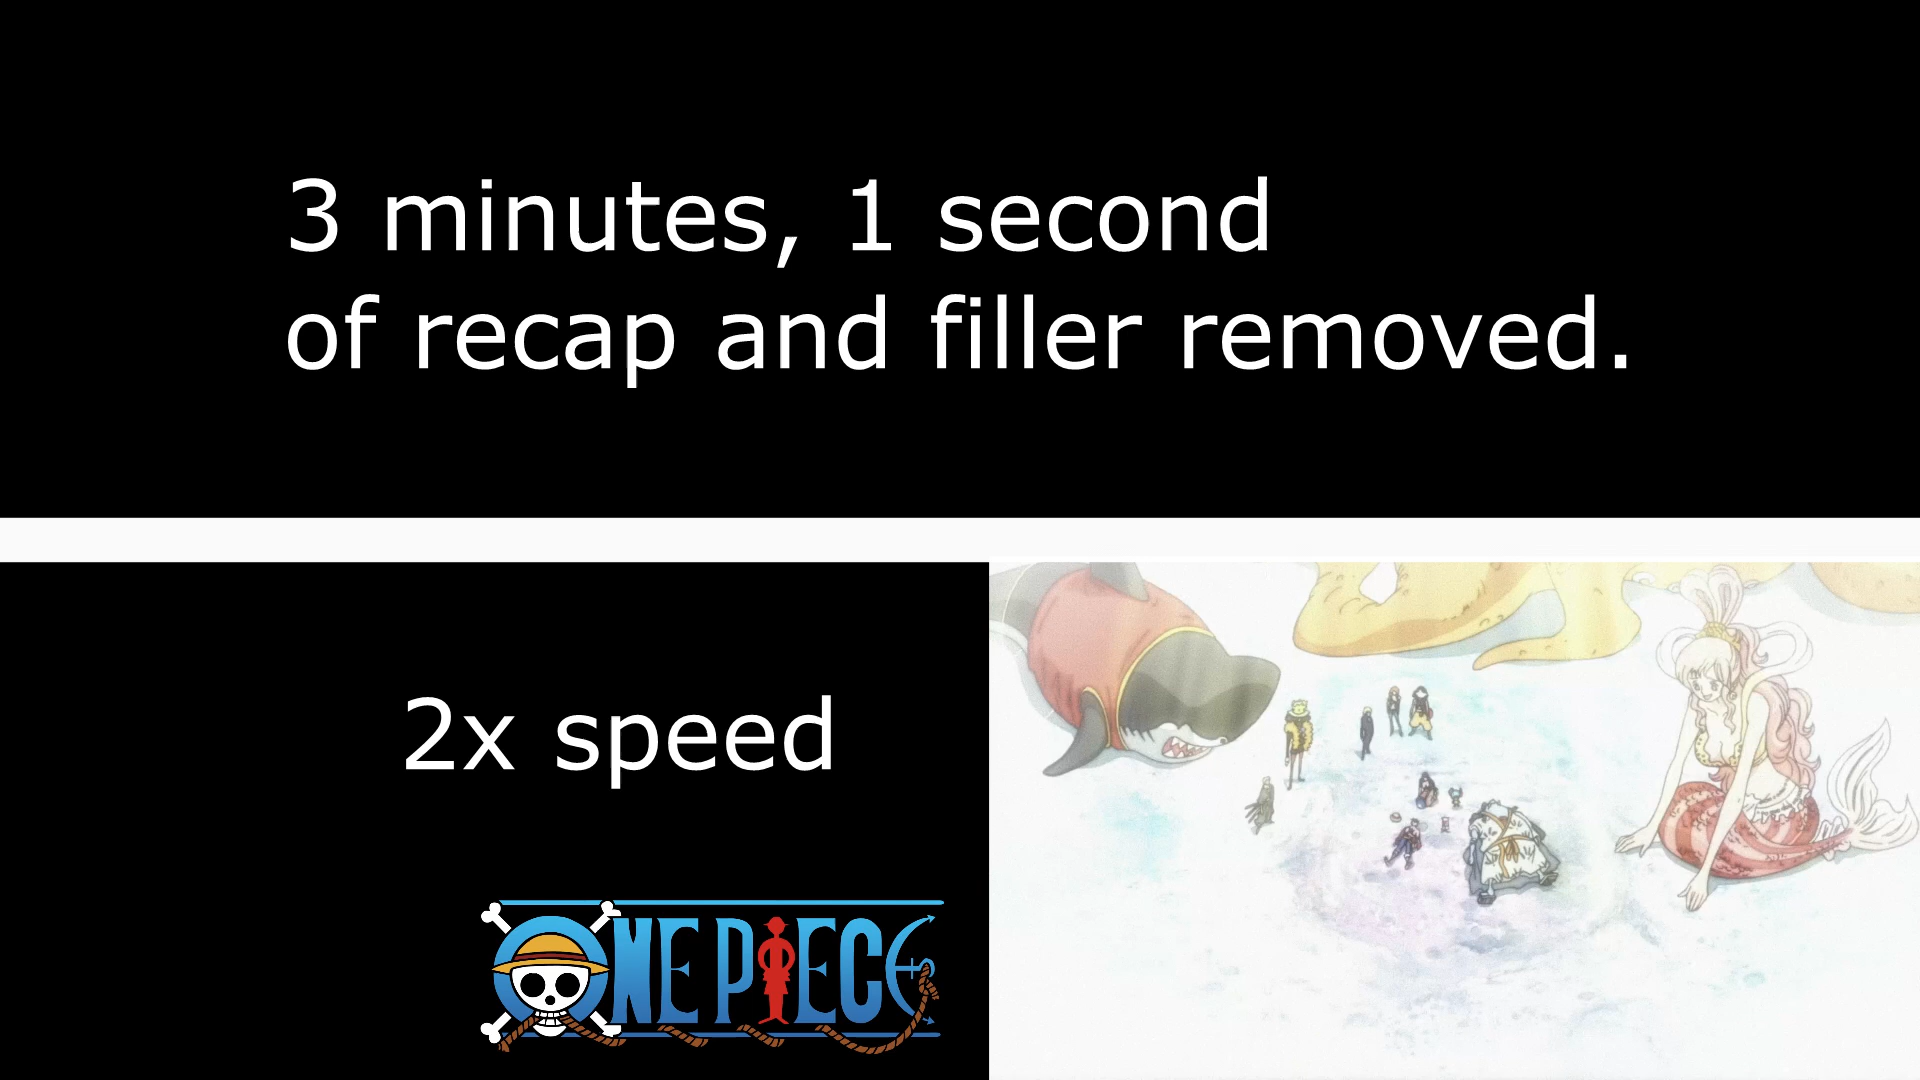 3 minutes, 1 second
of recap and filler removed.
2x speed
ONE PIECE